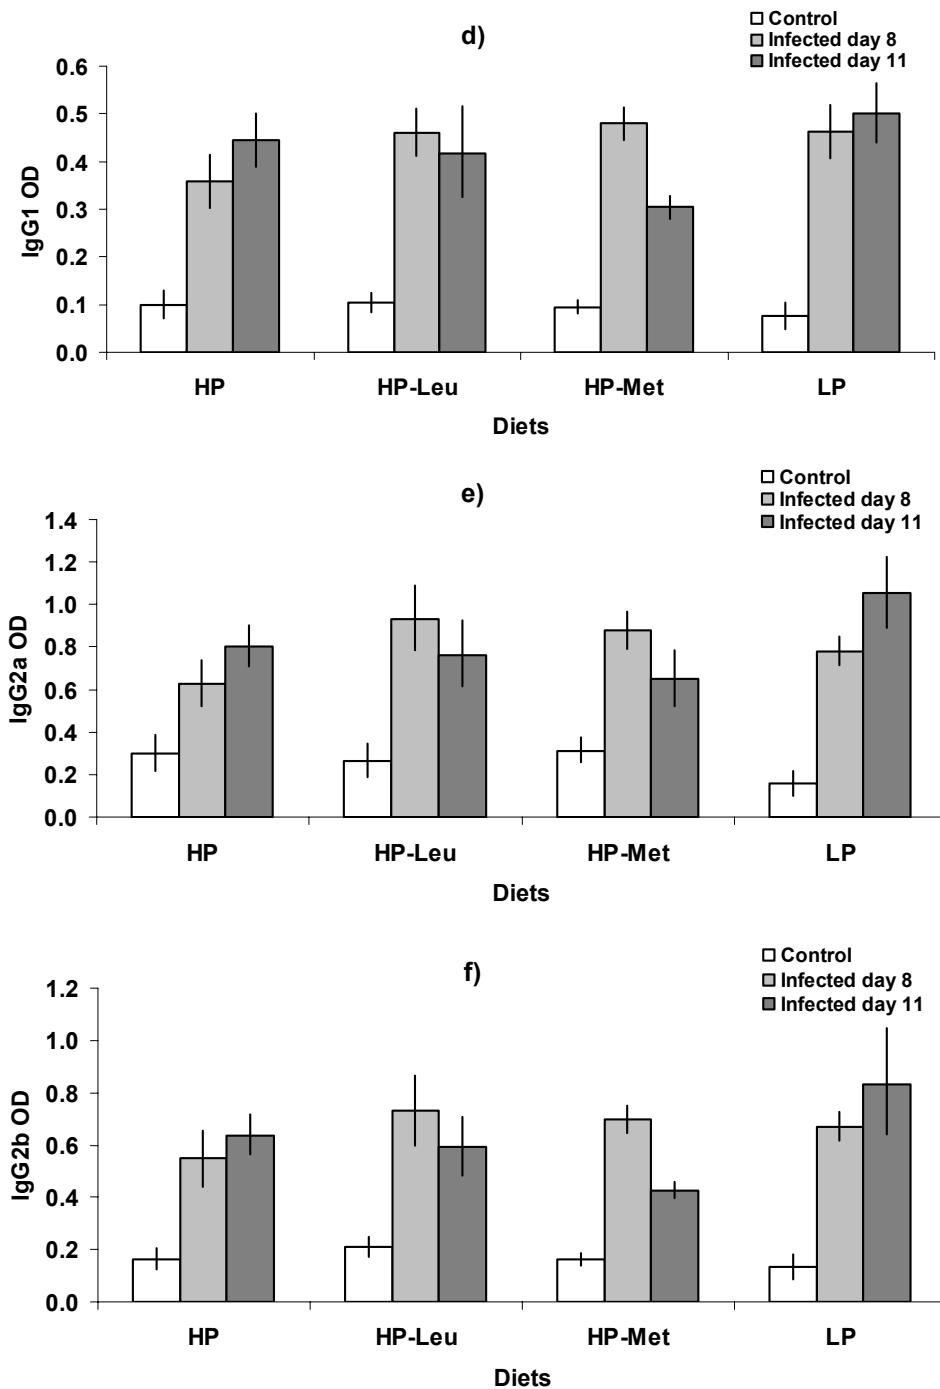 d)
Control
Infected day 8
Infected day 11
0.6
0.5
0.4
0.3
0.2
0.1
0.0
IgG1 OD
HP HP-Leu HP-Met LP
Diets
e)
Control
Infected day 8
Infected day 11
1.4
1.2
1.0
0.8
0.6
0.4
0.2
0.0
IgG2a OD
HP HP-Leu HP-Met LP
Diets
f)
Control
Infected day 8
Infected day 11
1.2
1.0
0.8
0.6
0.4
0.2
0.0
IgG2b OD
HP HP-Leu HP-Met LP
Diets